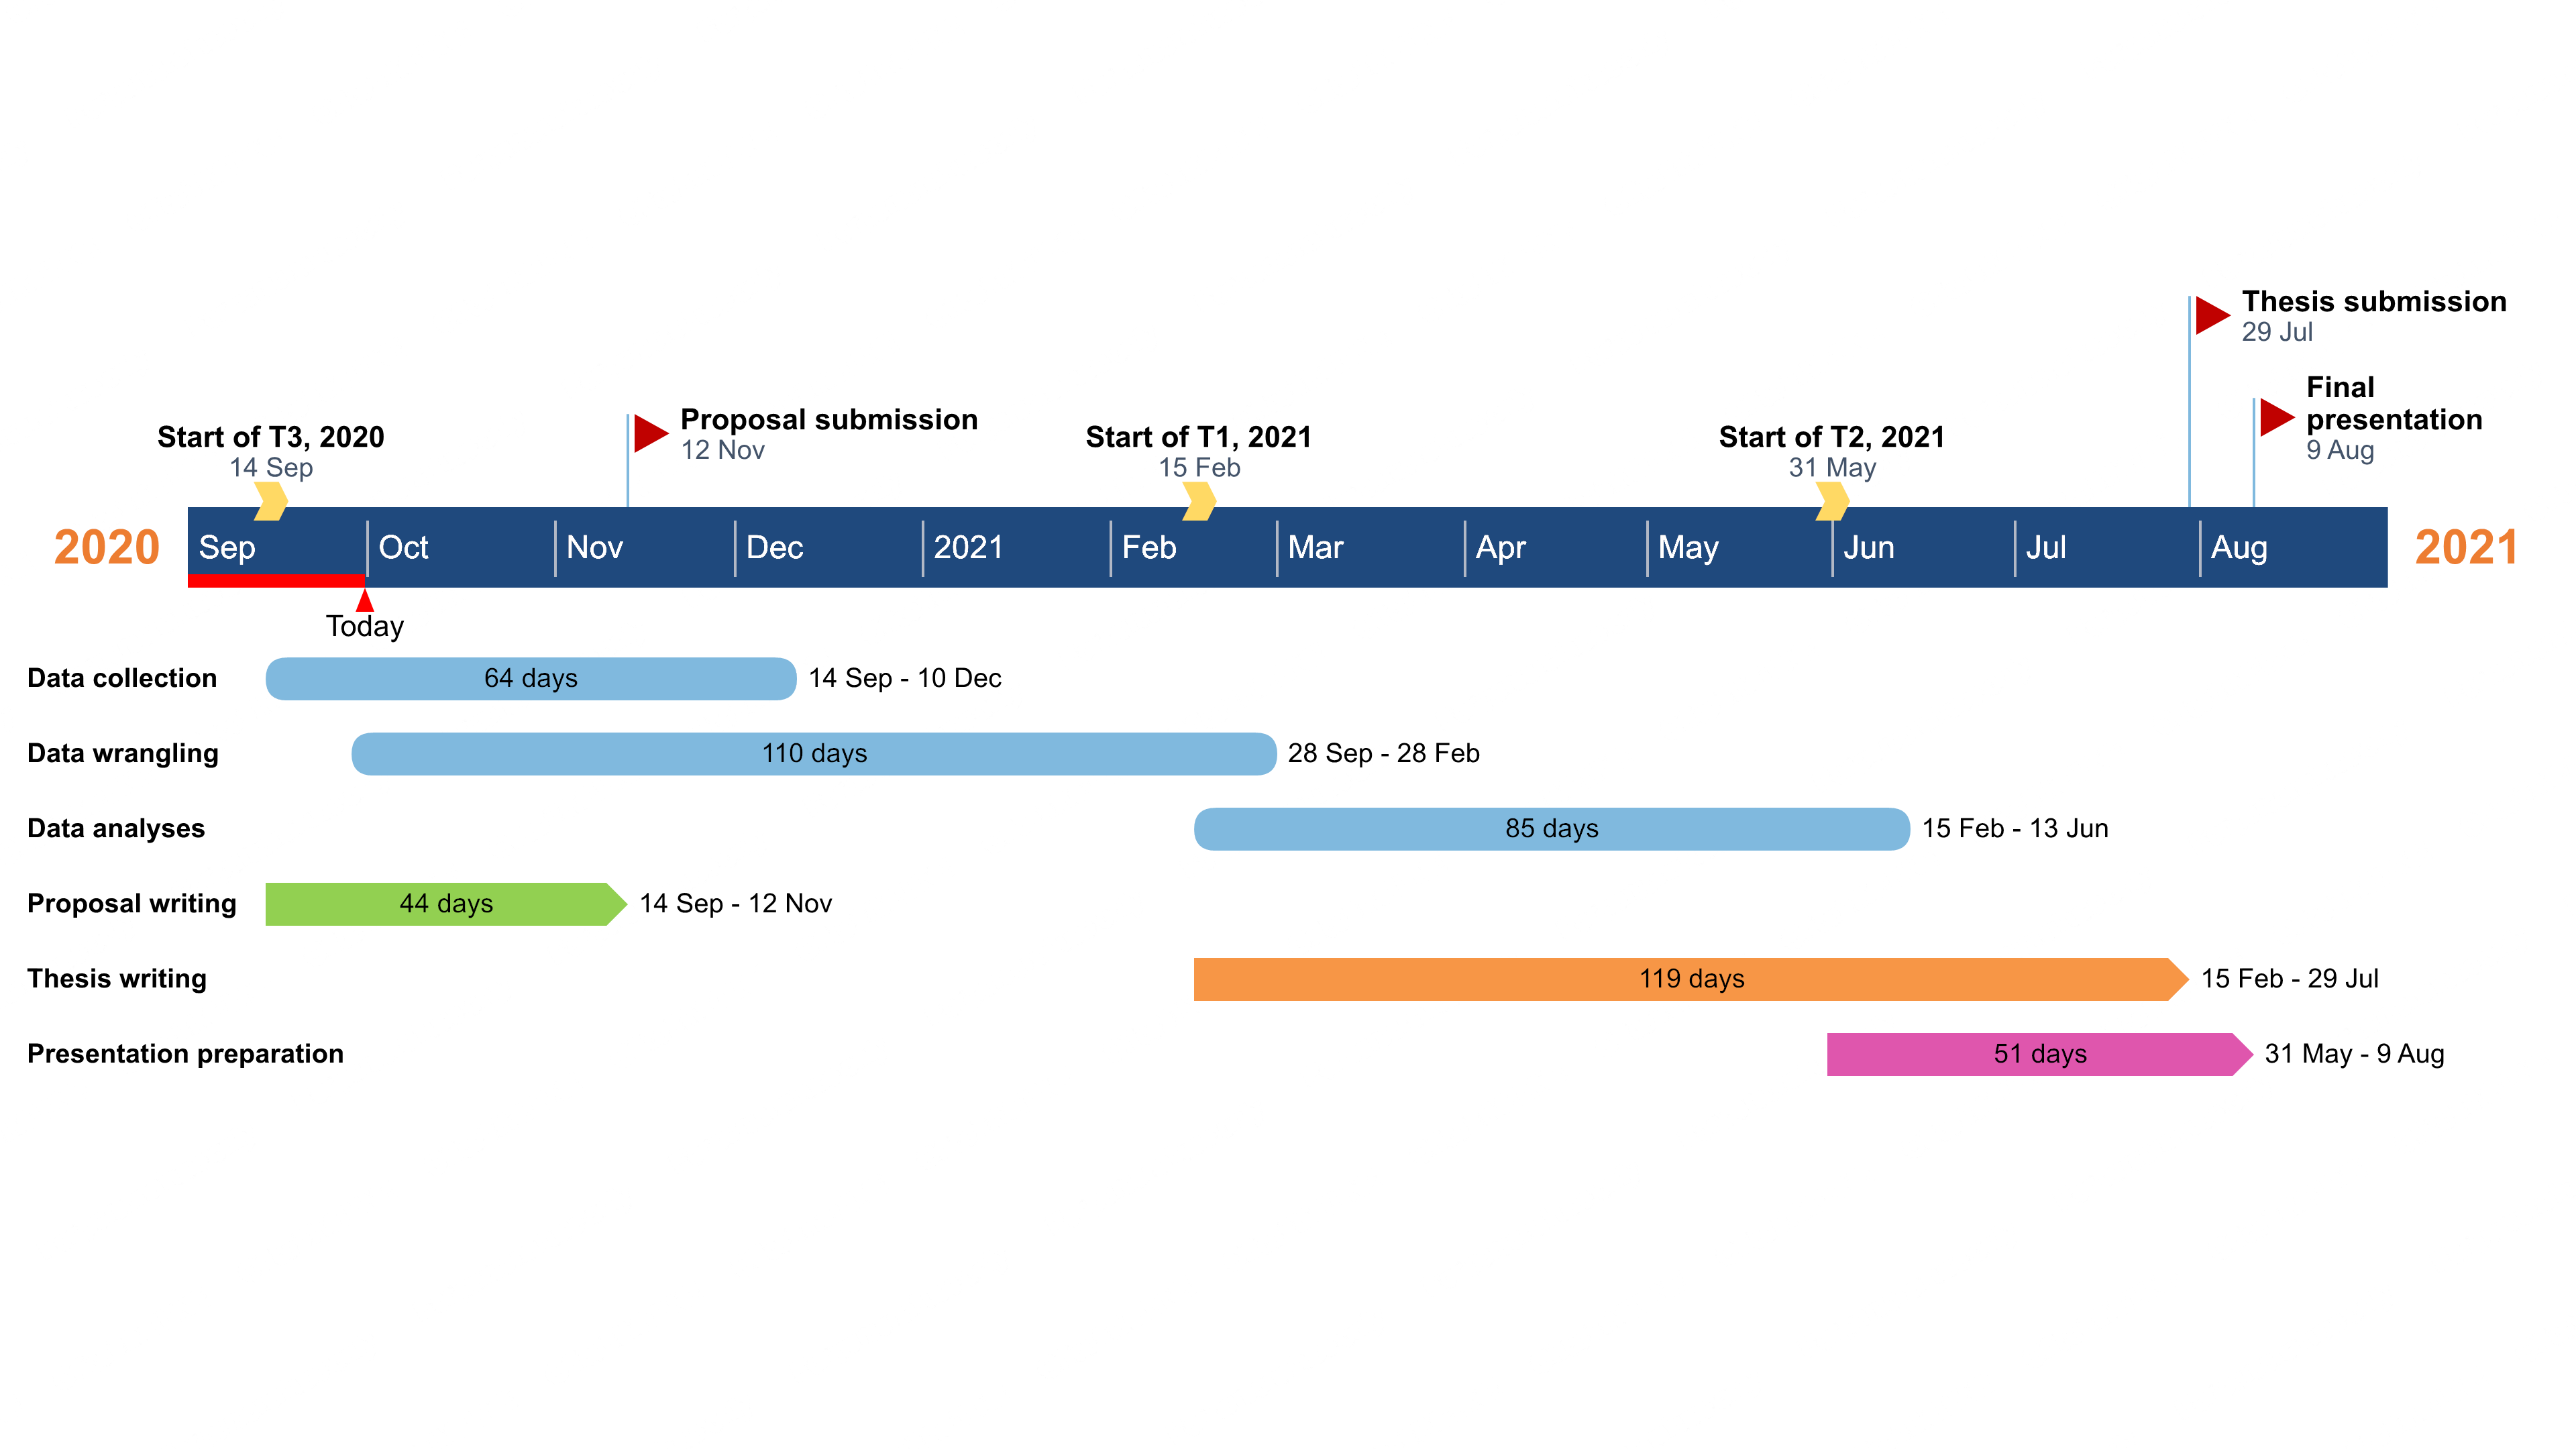 Thesis submission
29 Jul
Final
presentation
9 Aug
Proposal submission
12 Nov
Start of T3, 2020
14 Sep
Start of T1, 2021
15 Feb
Start of T2, 2021
31 May
2020 Sep Oct Nov Dec 2021 Feb Mar Apr May Jun Jul Aug 2021
Today
Data collection 64 days 14 Sep - 10 Dec
Data wrangling 110 days 28 Sep - 28 Feb
Data analyses 85 days 15 Feb - 13 Jun
Proposal writing 44 days 14 Sep - 12 Nov
Thesis writing 119 days 15 Feb - 29 Jul
Presentation preparation 51 days 31 May - 9 Aug